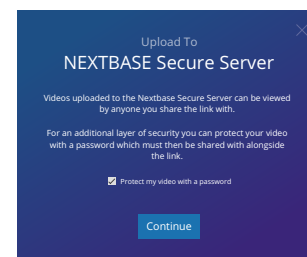 Upload To
NEXTBASE Secure Server
Videos uploaded to the Nextbase Secure Server can be viewed
by anyone you share the link with.
For an additional layer of security you can protect your video
with a password which must then be shared with alongside
the link.
Protect my video with a password
Continue